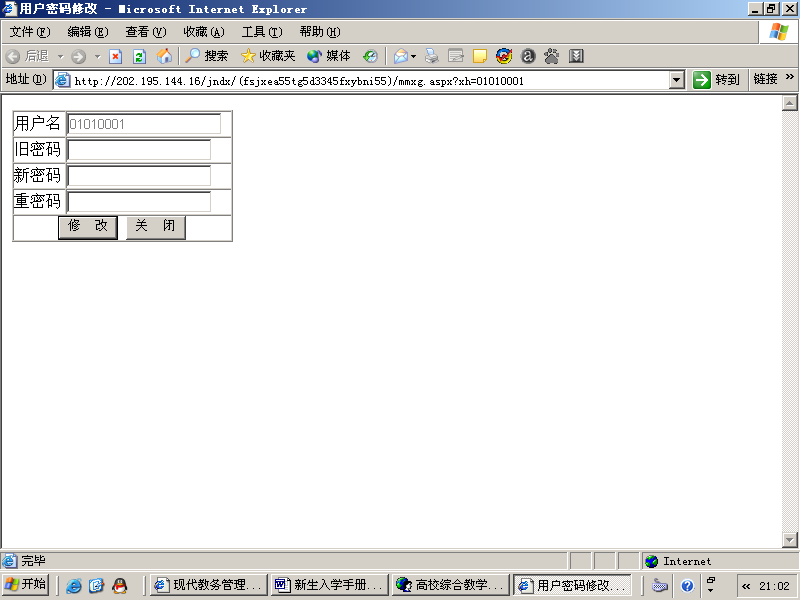 用户密码修改 - Microsoft Internet Explorer
文件(F) 编辑(E) 查看(V) 收藏(A) 工具(T) 帮助(H)
后退 搜索 收藏夹 媒体
地址(D) http://202.195.144.16/jndx/(fsjxea55tg5d3345fxybni55)/mmxg.aspx?xh=01010001 转到 链接 »
用户名 01010001
旧密码
新密码
重密码
修 改 关 闭
完毕 Internet
开始 现代教务管理... 新生入学手册... 高校综合教学... 用户密码修改... « 21:02